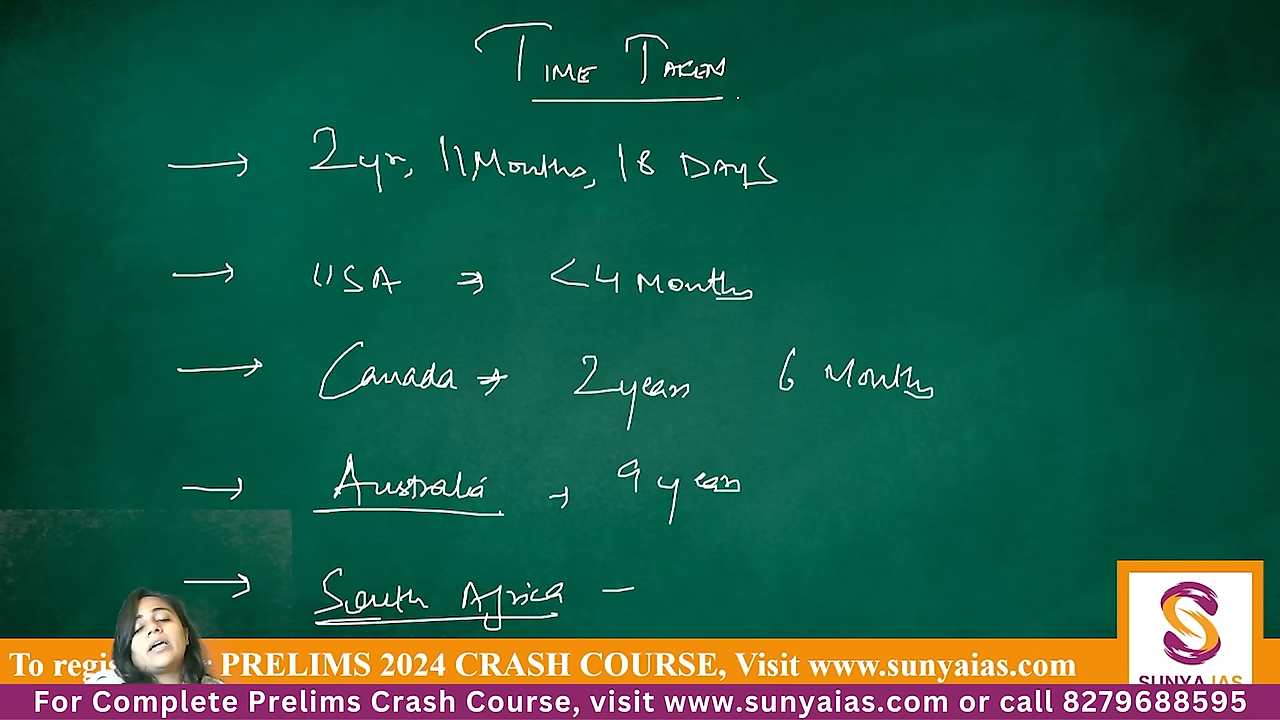 TIME TAKEN
→ 2yr, 11Months, 18 DAYS
→ USA ⇒ <4 Months
→ Canada ⇒ 2years 6 Months
→ Australia → 9 years
→ South Africa –
To regis r PRELIMS 2024 CRASH COURSE, Visit www.sunyaias.com
SUNYA IAS
For Complete Prelims Crash Course, visit www.sunyaias.com or call 8279688595